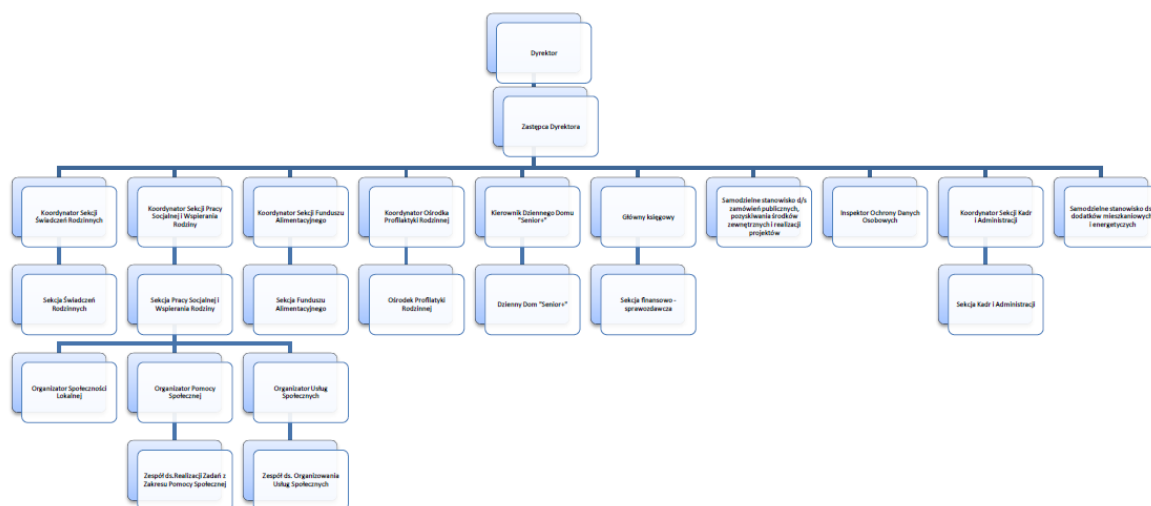 Dyrektor
Zastępca Dyrektora
Koordynator Sekcji
Świadczeń Rodzinnych
Koordynator Sekcji Pracy
Socjalnej i Wspierania
Rodziny
Koordynator Sekcji Funduszu
Alimentacyjnego
Koordynator Ośrodka
Profilaktyki Rodzinnej
Kierownik Dziennego Domu
"Senior+"
Główny księgowy
Samodzielne stanowisko d/s
zamówień publicznych,
pozyskiwania środków
zewnętrznych i realizacji
projektów
Inspektor Ochrony Danych
Osobowych
Koordynator Sekcji Kadr
i Administracji
Samodzielne stanowisko ds.
dodatków mieszkaniowych
i energetyczych
Sekcja Świadczeń
Rodzinnych
Sekcja Pracy Socjalnej i
Wspierania Rodziny
Sekcja Funduszu
Alimentacyjnego
Ośrodek Profilatyki
Rodzinnej
Dzienny Dom "Senior+"
Sekcja finansowo -
sprawozdawcza
Sekcja Kadr i Administracji
Organizator Społeczności
Lokalnej
Organizator Pomocy
Społecznej
Organizator Usług
Społecznych
Zespół ds.Realizacji Zadań z
Zakresu Pomocy Społecznej
Zespół ds. Organizowania
Usług Społecznych